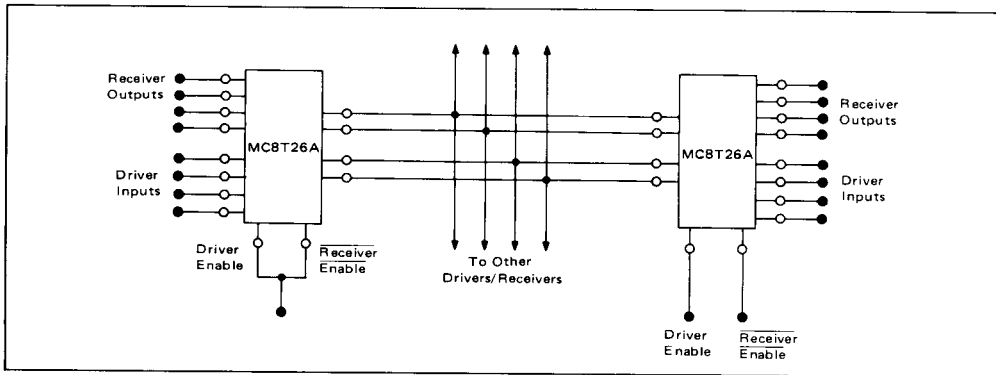 Receiver
Outputs
MC8T26A
Driver
Inputs
Driver
Enable
Receiver
Enable
To Other
Drivers/Receivers
MC8T26A
Receiver
Outputs
Driver
Inputs
Driver
Enable
Receiver
Enable